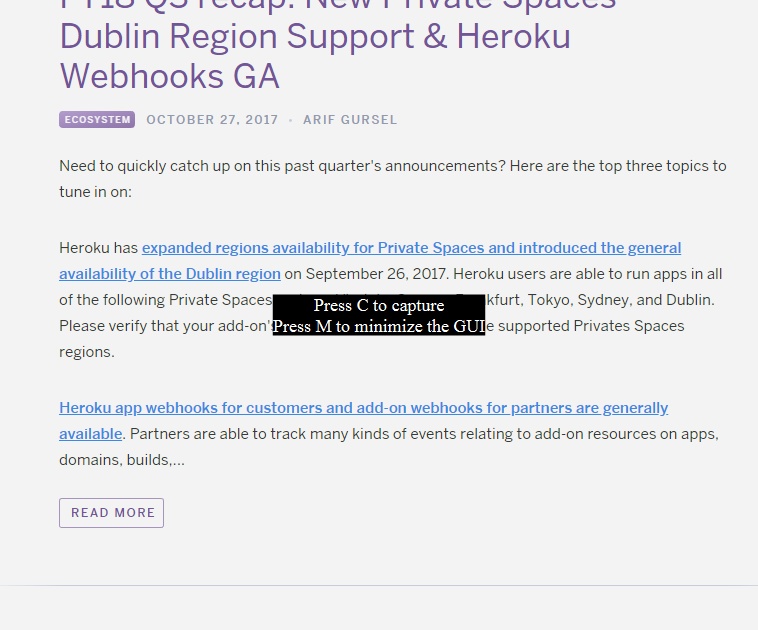 FY18 Q3 recap: New Private Spaces
Dublin Region Support & Heroku
Webhooks GA
ECOSYSTEM OCTOBER 27, 2017 · ARIF GURSEL
Need to quickly catch up on this past quarter's announcements? Here are the top three topics to
tune in on:
Heroku has expanded regions availability for Private Spaces and introduced the general
availability of the Dublin region on September 26, 2017. Heroku users are able to run apps in all
of the following Private Spaces kfurt, Tokyo, Sydney, and Dublin.
Press C to capture
Please verify that your add-on' e supported Privates Spaces
Press M to minimize the GUI
regions.
Heroku app webhooks for customers and add-on webhooks for partners are generally
available. Partners are able to track many kinds of events relating to add-on resources on apps,
domains, builds,...
READ MORE